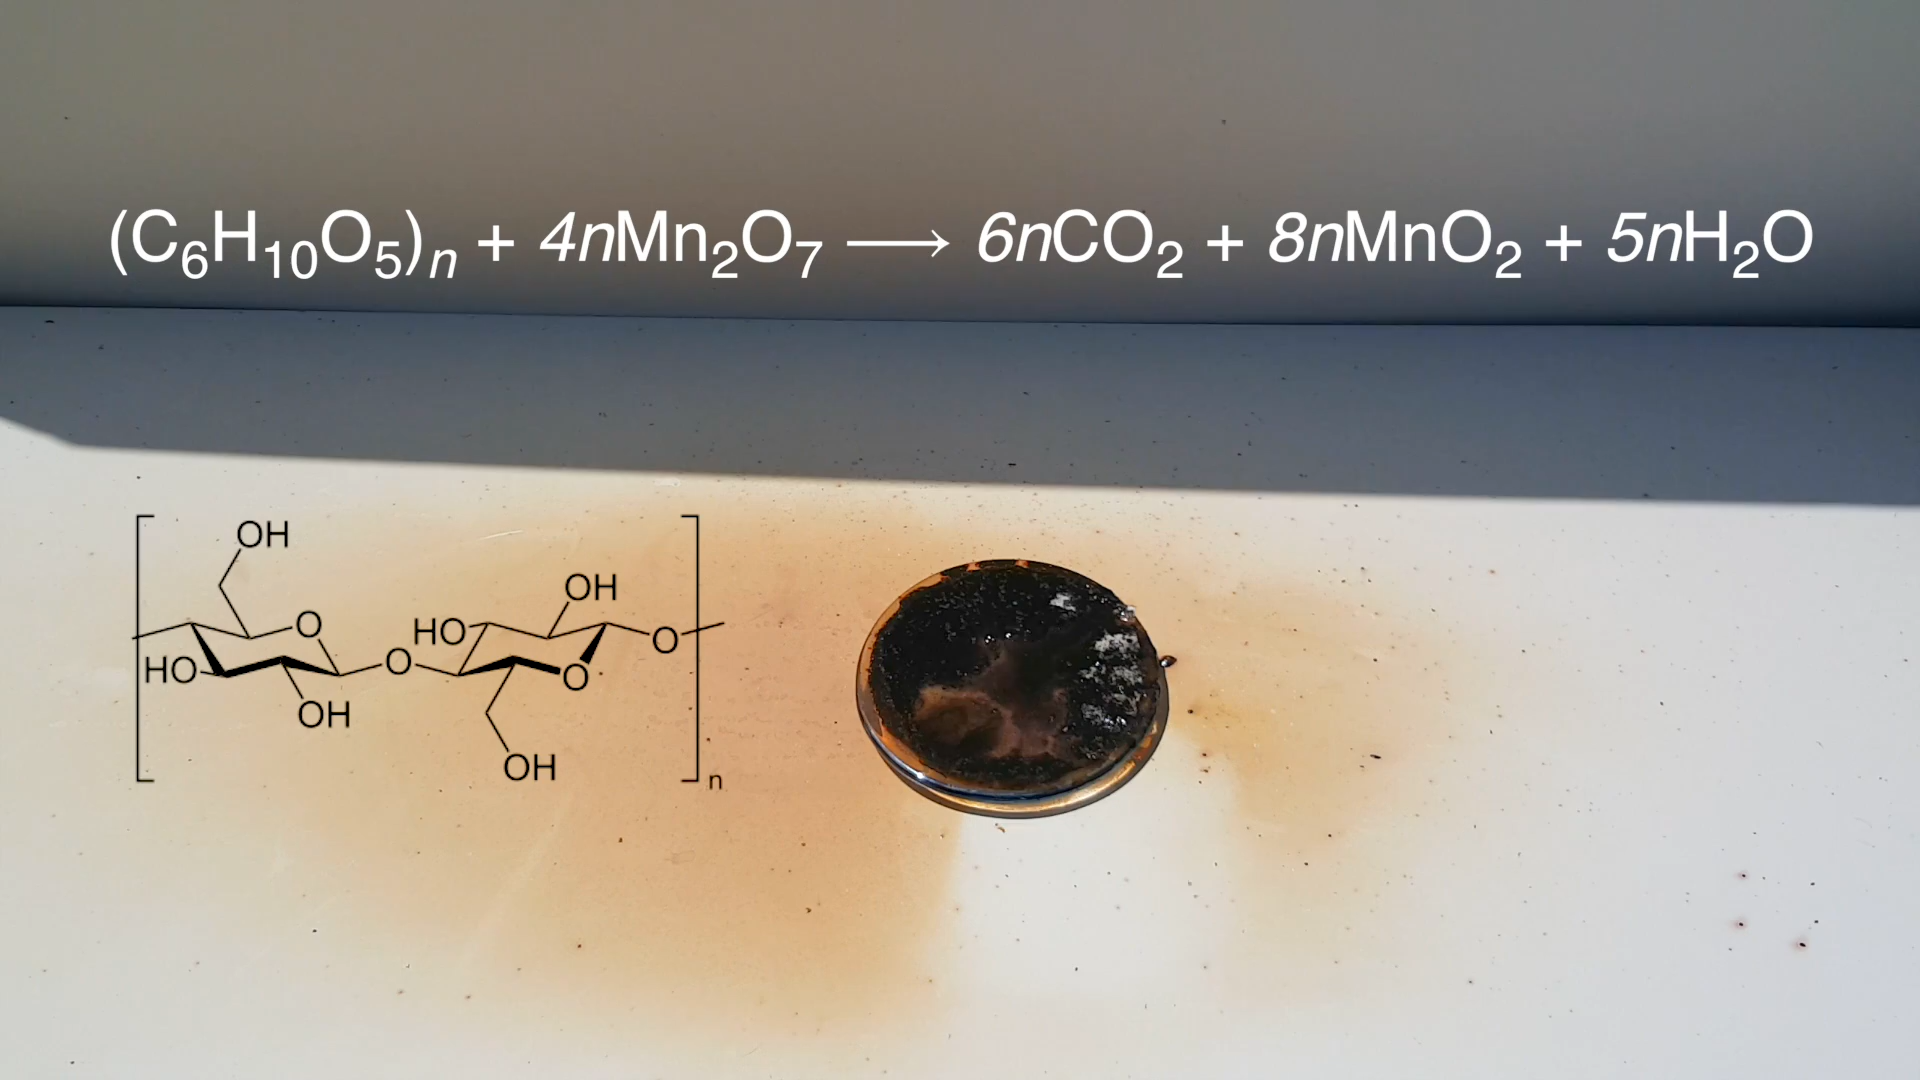 (C₆H₁₀O₅)ₙ + 4nMn₂O₇ ⟶ 6nCO₂ + 8nMnO₂ + 5nH₂O
OH
OH
O
HO
O
HO
O
O
OH
OH
n